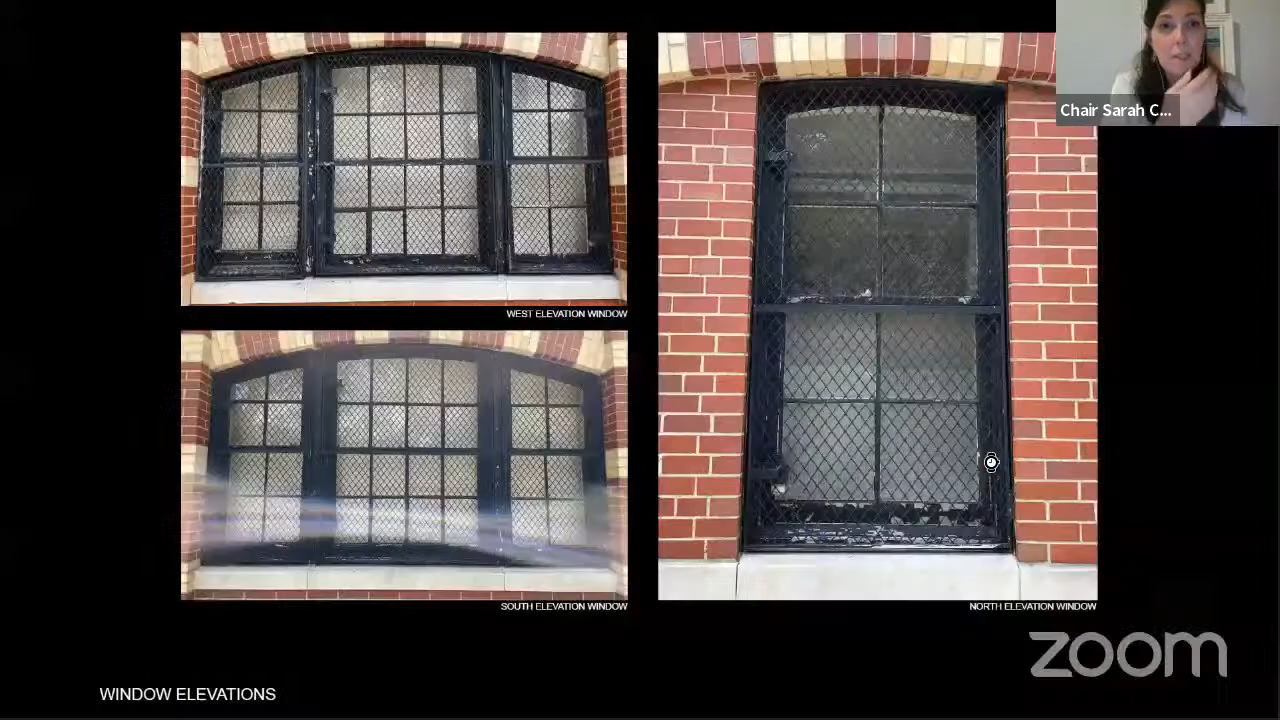 Chair Sarah C...
WEST ELEVATION WINDOW
SOUTH ELEVATION WINDOW
NORTH ELEVATION WINDOW
zoom
WINDOW ELEVATIONS